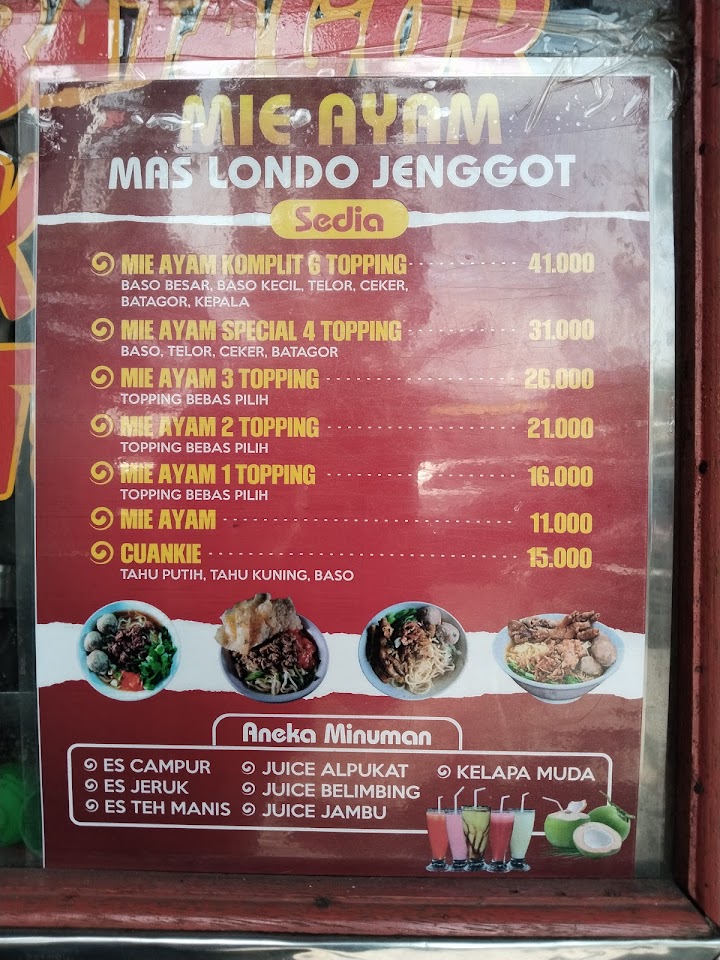 BATAGOR
MIE AYAM
MAS LONDO JENGGOT
Sedia
MIE AYAM KOMPLIT 6 TOPPING 41.000
BASO BESAR, BASO KECIL, TELOR, CEKER,
BATAGOR, KEPALA
MIE AYAM SPECIAL 4 TOPPING 31.000
BASO, TELOR, CEKER, BATAGOR
MIE AYAM 3 TOPPING 26.000
TOPPING BEBAS PILIH
MIE AYAM 2 TOPPING 21.000
TOPPING BEBAS PILIH
MIE AYAM 1 TOPPING 16.000
TOPPING BEBAS PILIH
MIE AYAM 11.000
CUANKIE 15.000
TAHU PUTIH, TAHU KUNING, BASO
Aneka Minuman
ES CAMPUR JUICE ALPUKAT KELAPA MUDA
ES JERUK JUICE BELIMBING
ES TEH MANIS JUICE JAMBU